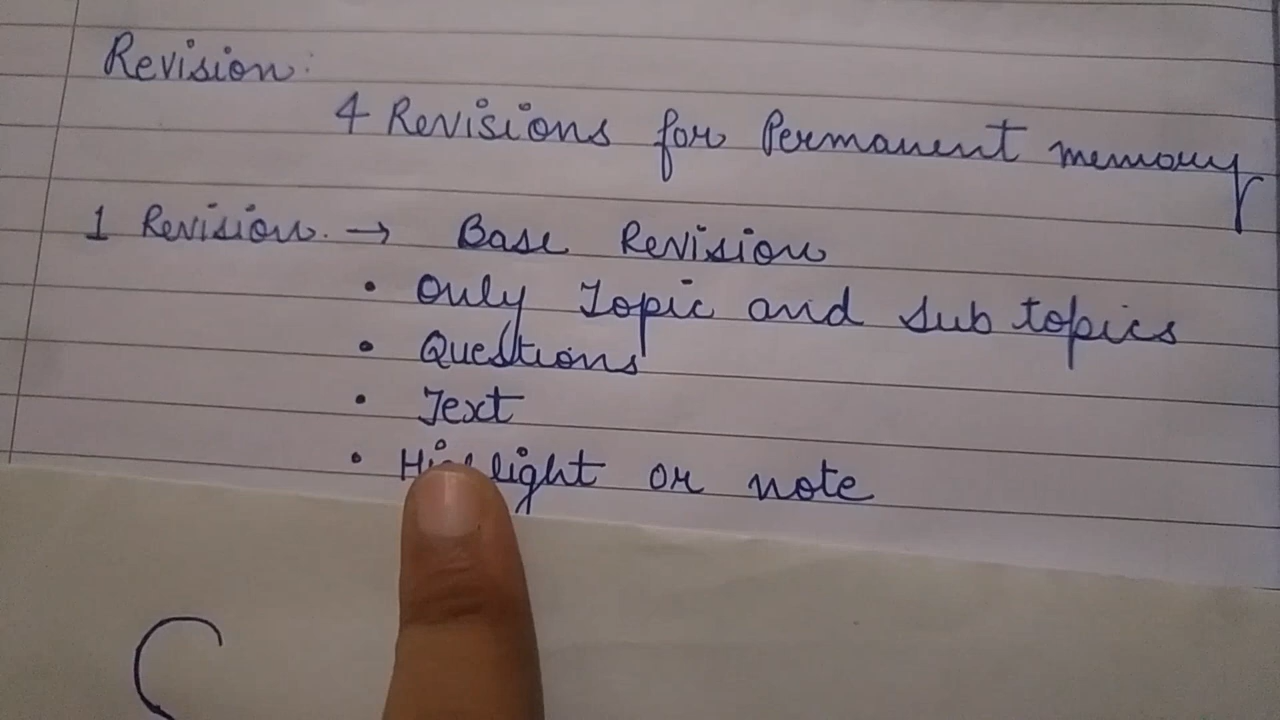 Revision:
4 Revisions for Permanent memory
1 Revision. → Base Revision
• Only Topic and Sub topics
• Questions
• Text
• Highlight or note